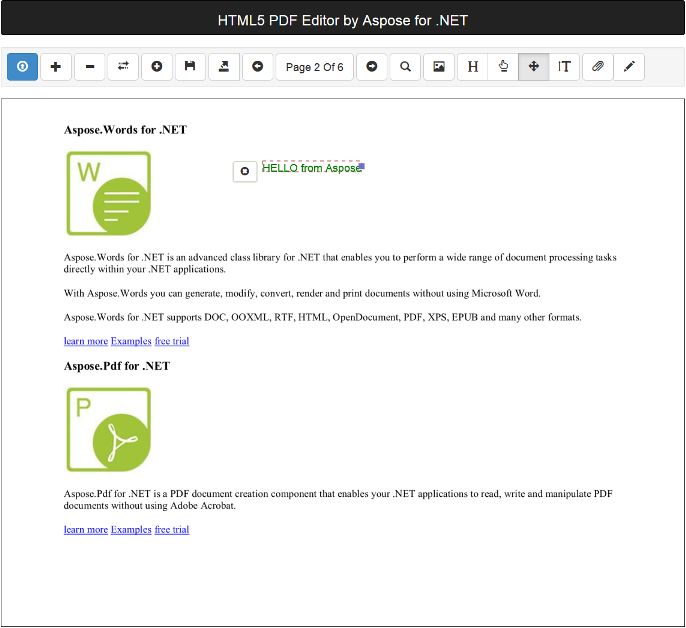 HTML5 PDF Editor by Aspose for .NET
Page 2 Of 6
H
T
Aspose.Words for .NET
W
HELLO from Aspose
Aspose.Words for .NET is an advanced class library for .NET that enables you to perform a wide range of document processing tasks
directly within your .NET applications.
With Aspose.Words you can generate, modify, convert, render and print documents without using Microsoft Word.
Aspose.Words for .NET supports DOC, OOXML, RTF, HTML, OpenDocument, PDF, XPS, EPUB and many other formats.
learn more Examples free trial
Aspose.Pdf for .NET
P
Aspose.Pdf for .NET is a PDF document creation component that enables your .NET applications to read, write and manipulate PDF
documents without using Adobe Acrobat.
learn more Examples free trial